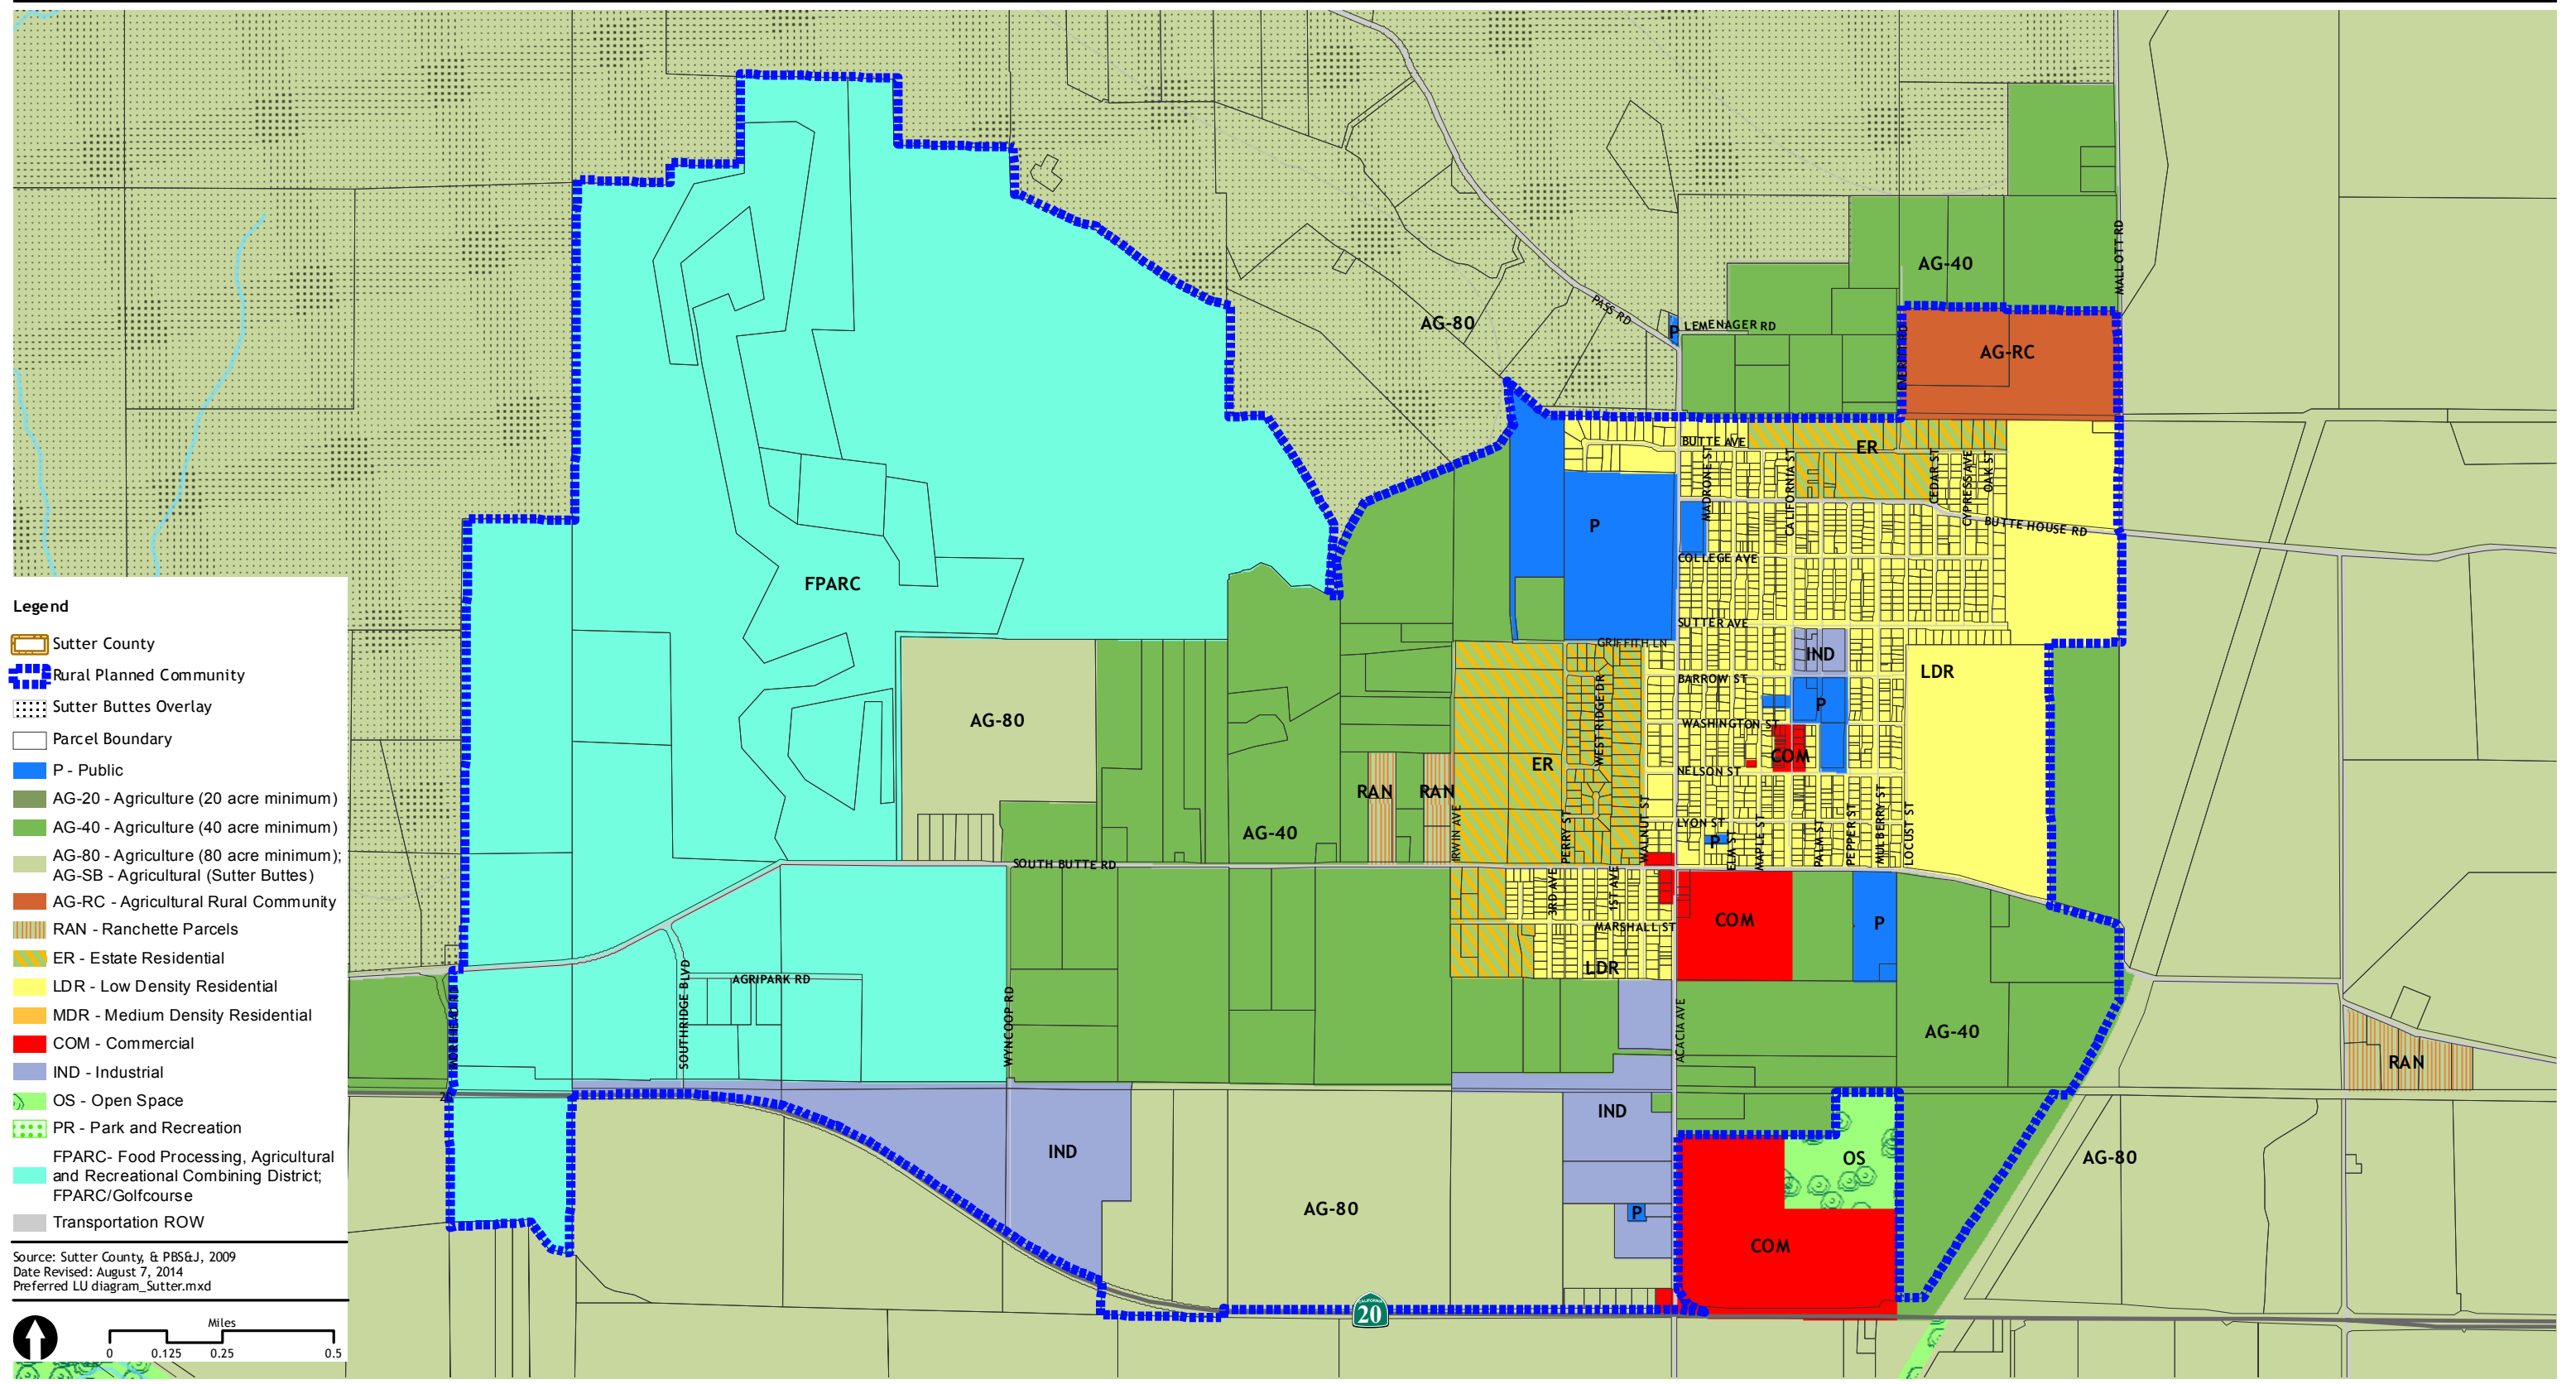 AG-40
MALLOTT RD
PASS RD
AG-80
P
LEMENAGER RD
AG-RC
BUTTE AVE
ER
MADRONE ST
CALIFORNIA ST
CEDAR ST
CYPRESS AVE
OAK ST
P
BUTTE HOUSE RD
COLLEGE AVE
FPARC
SUTTER AVE
GRIFFITH LN
IND
LDR
BARROW ST
P
WEST RIDGE DR
AG-80
WASHINGTON ST
COM
ER
NELSON ST
RAN
RAN
IRWIN AVE
PERRY ST
WALNUT ST
LYON ST
P
ELM ST
MAPLE ST
PALM ST
PEPPER ST
MULBERRY ST
LOCUST ST
AG-40
SOUTH BUTTE RD
3RD AVE
1ST AVE
COM
P
MARSHALL ST
LDR
AGRIPARK RD
SOUTHRIDGE BLVD
WYNCOOP RD
ACACIA AVE
AG-40
RAN
IND
IND
OS
AG-80
AG-80
P
COM
CALIFORNIA
20
Legend
Sutter County
Rural Planned Community
Sutter Buttes Overlay
Parcel Boundary
P - Public
AG-20 - Agriculture (20 acre minimum)
AG-40 - Agriculture (40 acre minimum)
AG-80 - Agriculture (80 acre minimum);
AG-SB - Agricultural (Sutter Buttes)
AG-RC - Agricultural Rural Community
RAN - Ranchette Parcels
ER - Estate Residential
LDR - Low Density Residential
MDR - Medium Density Residential
COM - Commercial
IND - Industrial
OS - Open Space
PR - Park and Recreation
FPARC- Food Processing, Agricultural
and Recreational Combining District;
FPARC/Golfcourse
Transportation ROW
Source: Sutter County, & PBS&J, 2009
Date Revised: August 7, 2014
Preferred LU diagram_Sutter.mxd
Miles
0 0.125 0.25 0.5